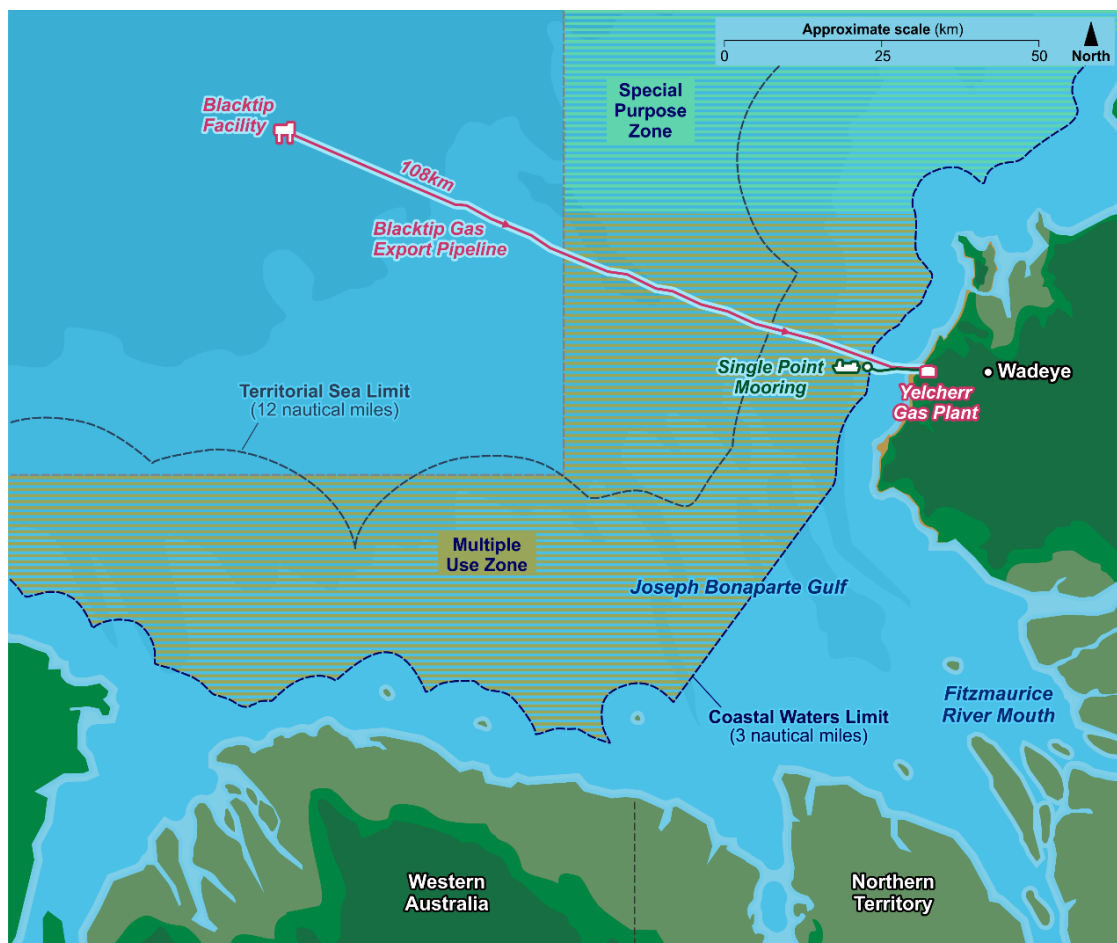 Approximate scale (km)
0 25 50
North
Special
Purpose
Zone
Blacktip
Facility
108km
Blacktip Gas
Export Pipeline
Single Point
Mooring
Wadeye
Yelcherr
Gas Plant
Territorial Sea Limit
(12 nautical miles)
Multiple
Use Zone
Joseph Bonaparte Gulf
Fitzmaurice
River Mouth
Coastal Waters Limit
(3 nautical miles)
Western
Australia
Northern
Territory